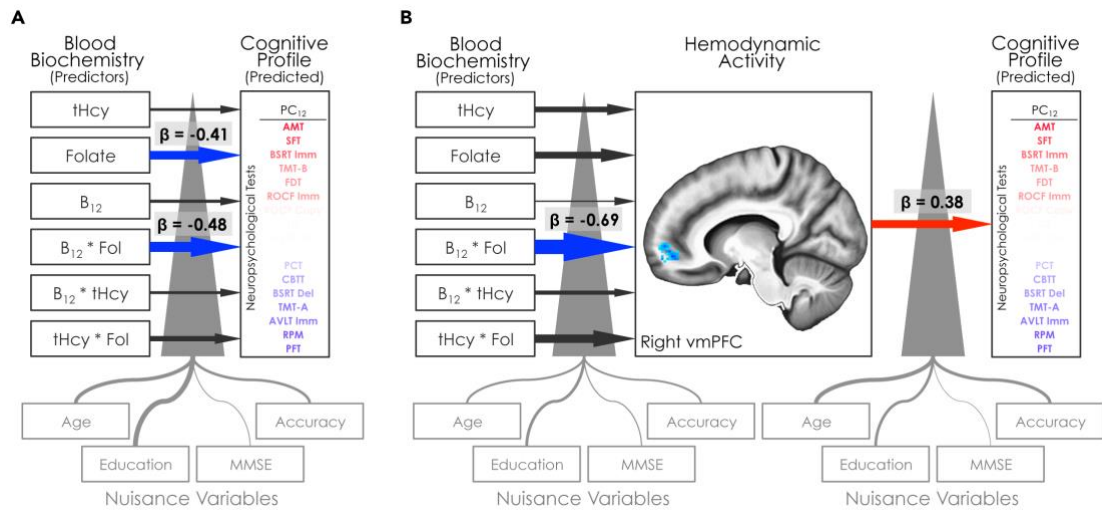 A
Blood
Biochemistry
(Predictors)
Cognitive
Profile
(Predicted)
tHcy
Folate
B12
B12 * Fol
B12 * tHcy
tHcy * Fol
β = -0.41
β = -0.48
Neuropsychological Tests
PC12
AMT
SFT
BSRT Imm
TMT-B
FDT
ROCF Imm
PCT
CBTT
BSRT Del
TMT-A
AVLT Imm
RPM
PFT
Age
Accuracy
Education
MMSE
Nuisance Variables
B
Blood
Biochemistry
(Predictors)
Hemodynamic
Activity
Cognitive
Profile
(Predicted)
tHcy
Folate
B12
B12 * Fol
B12 * tHcy
tHcy * Fol
β = -0.69
Right vmPFC
β = 0.38
Neuropsychological Tests
PC12
AMT
SFT
BSRT Imm
TMT-B
FDT
ROCF Imm
PCT
CBTT
BSRT Del
TMT-A
AVLT Imm
RPM
PFT
Age
Accuracy
Education
MMSE
Nuisance Variables
Age
Accuracy
Education
MMSE
Nuisance Variables